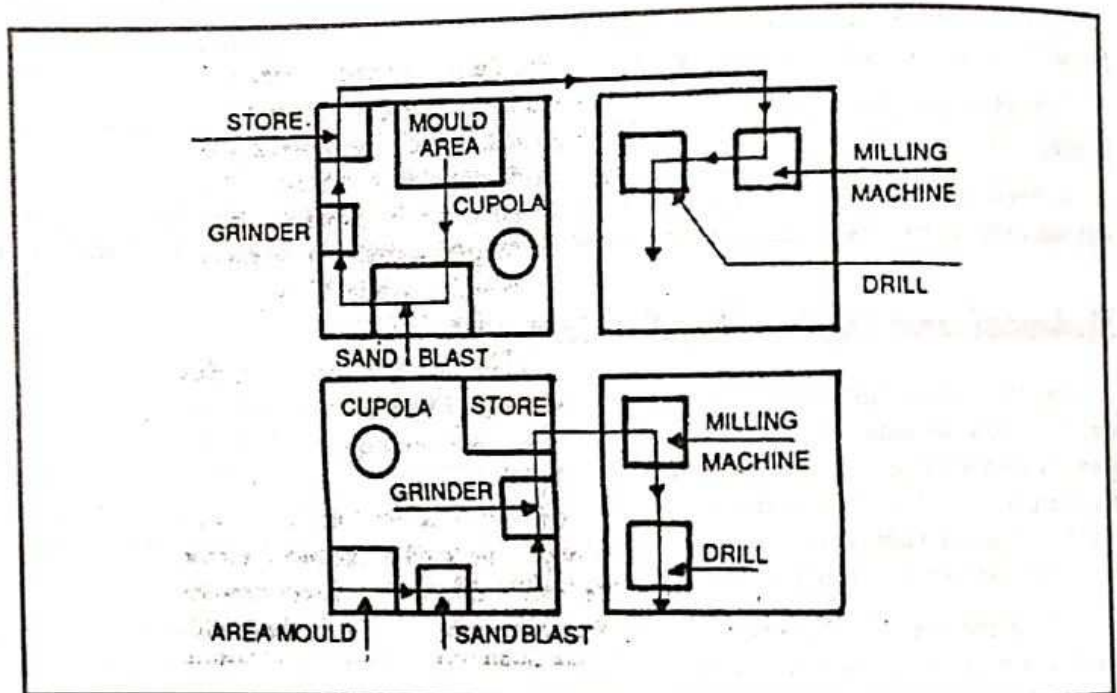 STORE
MOULD
AREA
CUPOLA
GRINDER
SAND BLAST
MILLING
MACHINE
DRILL
CUPOLA
STORE
GRINDER
AREA MOULD
SAND BLAST
MILLING
MACHINE
DRILL